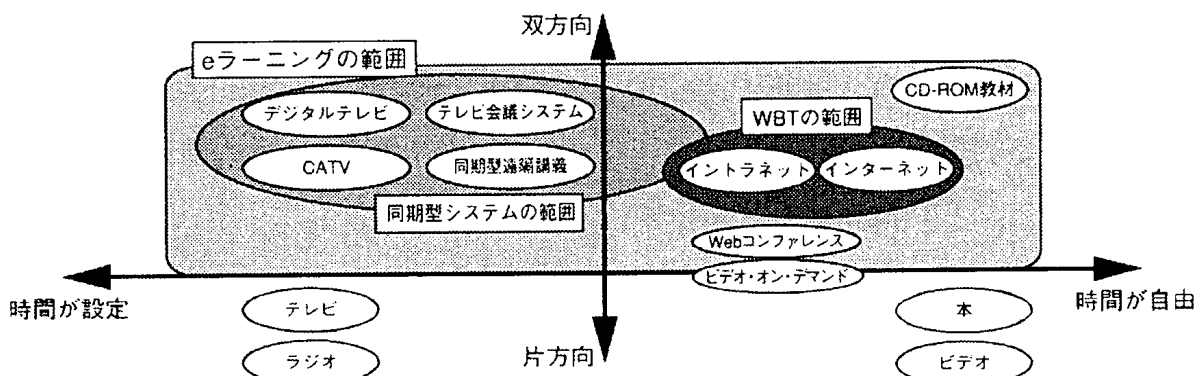 双方向
eラーニングの範囲
CD-ROM教材
デジタルテレビ
テレビ会議システム
WBTの範囲
CATV
同期型遠隔講義
イントラネット
インターネット
同期型システムの範囲
Webコンファレンス
ビデオ・オン・デマンド
時間が設定
時間が自由
テレビ
本
ラジオ
片方向
ビデオ